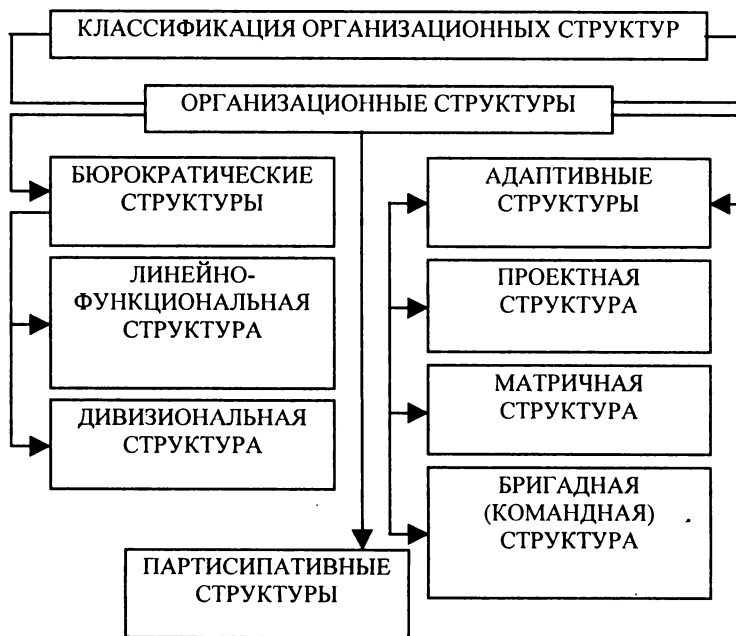 КЛАССИФИКАЦИЯ ОРГАНИЗАЦИОННЫХ СТРУКТУР
ОРГАНИЗАЦИОННЫЕ СТРУКТУРЫ
БЮРОКРАТИЧЕСКИЕ
СТРУКТУРЫ
ЛИНЕЙНО-
ФУНКЦИОНАЛЬНАЯ
СТРУКТУРА
ДИВИЗИОНАЛЬНАЯ
СТРУКТУРА
АДАПТИВНЫЕ
СТРУКТУРЫ
ПРОЕКТНАЯ
СТРУКТУРА
МАТРИЧНАЯ
СТРУКТУРА
БРИГАДНАЯ
(КОМАНДНАЯ)
СТРУКТУРА
ПАРТИСИПАТИВНЫЕ
СТРУКТУРЫ